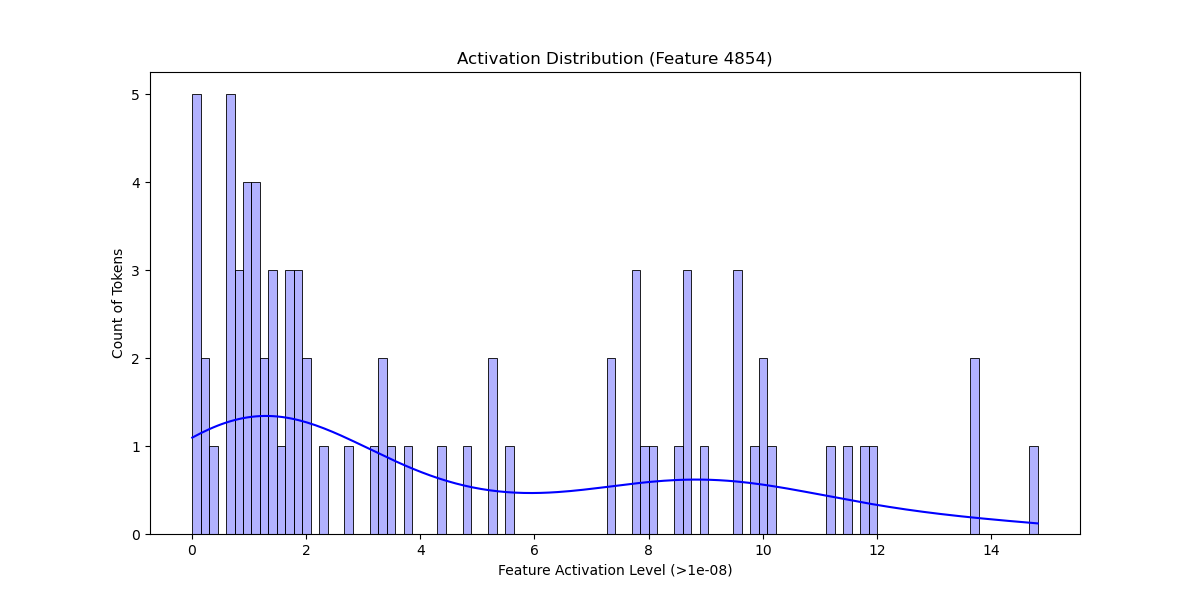 Activation Distribution (Feature 4854)
5
4
3
2
1
0
Count of Tokens
0 2 4 6 8 10 12 14
Feature Activation Level (>1e-08)